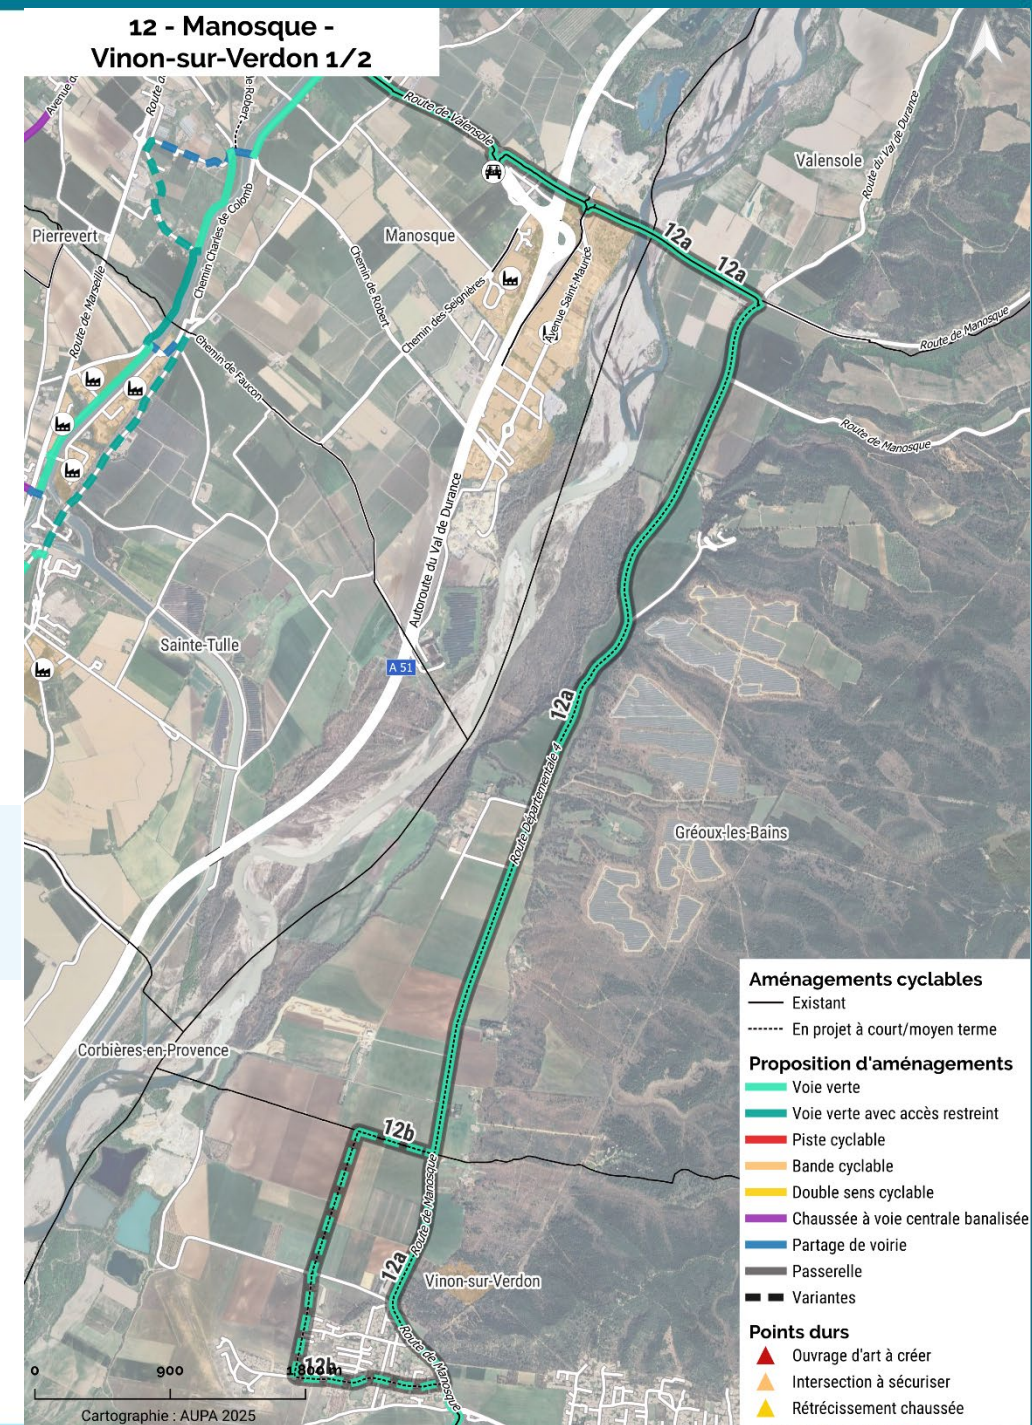 12 - Manosque -
Vinon-sur-Verdon 1/2
Route de Valensole
Valensole
Route du Val de Durance
Pierrevert
Manosque
Chemin Charles de Colomb
Chemin de Robert
Route de Marseille
Chemin des Seignières
Avenue Saint-Maurice
12a
12a
Route de Manosque
Chemin de Faucon
Route de Manosque
Autoroute du Val de Durance
Sainte-Tulle
A 51
12a
Route Départementale 4
Gréoux-les-Bains
Corbières-en-Provence
12b
Route de Manosque
12a
Vinon-sur-Verdon
Route de Manosque
12b
0 900 1 800 m
Cartographie : AUPA 2025
Aménagements cyclables
Existant
En projet à court/moyen terme
Proposition d'aménagements
Voie verte
Voie verte avec accès restreint
Piste cyclable
Bande cyclable
Double sens cyclable
Chaussée à voie centrale banalisée
Partage de voirie
Passerelle
Variantes
Points durs
Ouvrage d'art à créer
Intersection à sécuriser
Rétrécissement chaussée